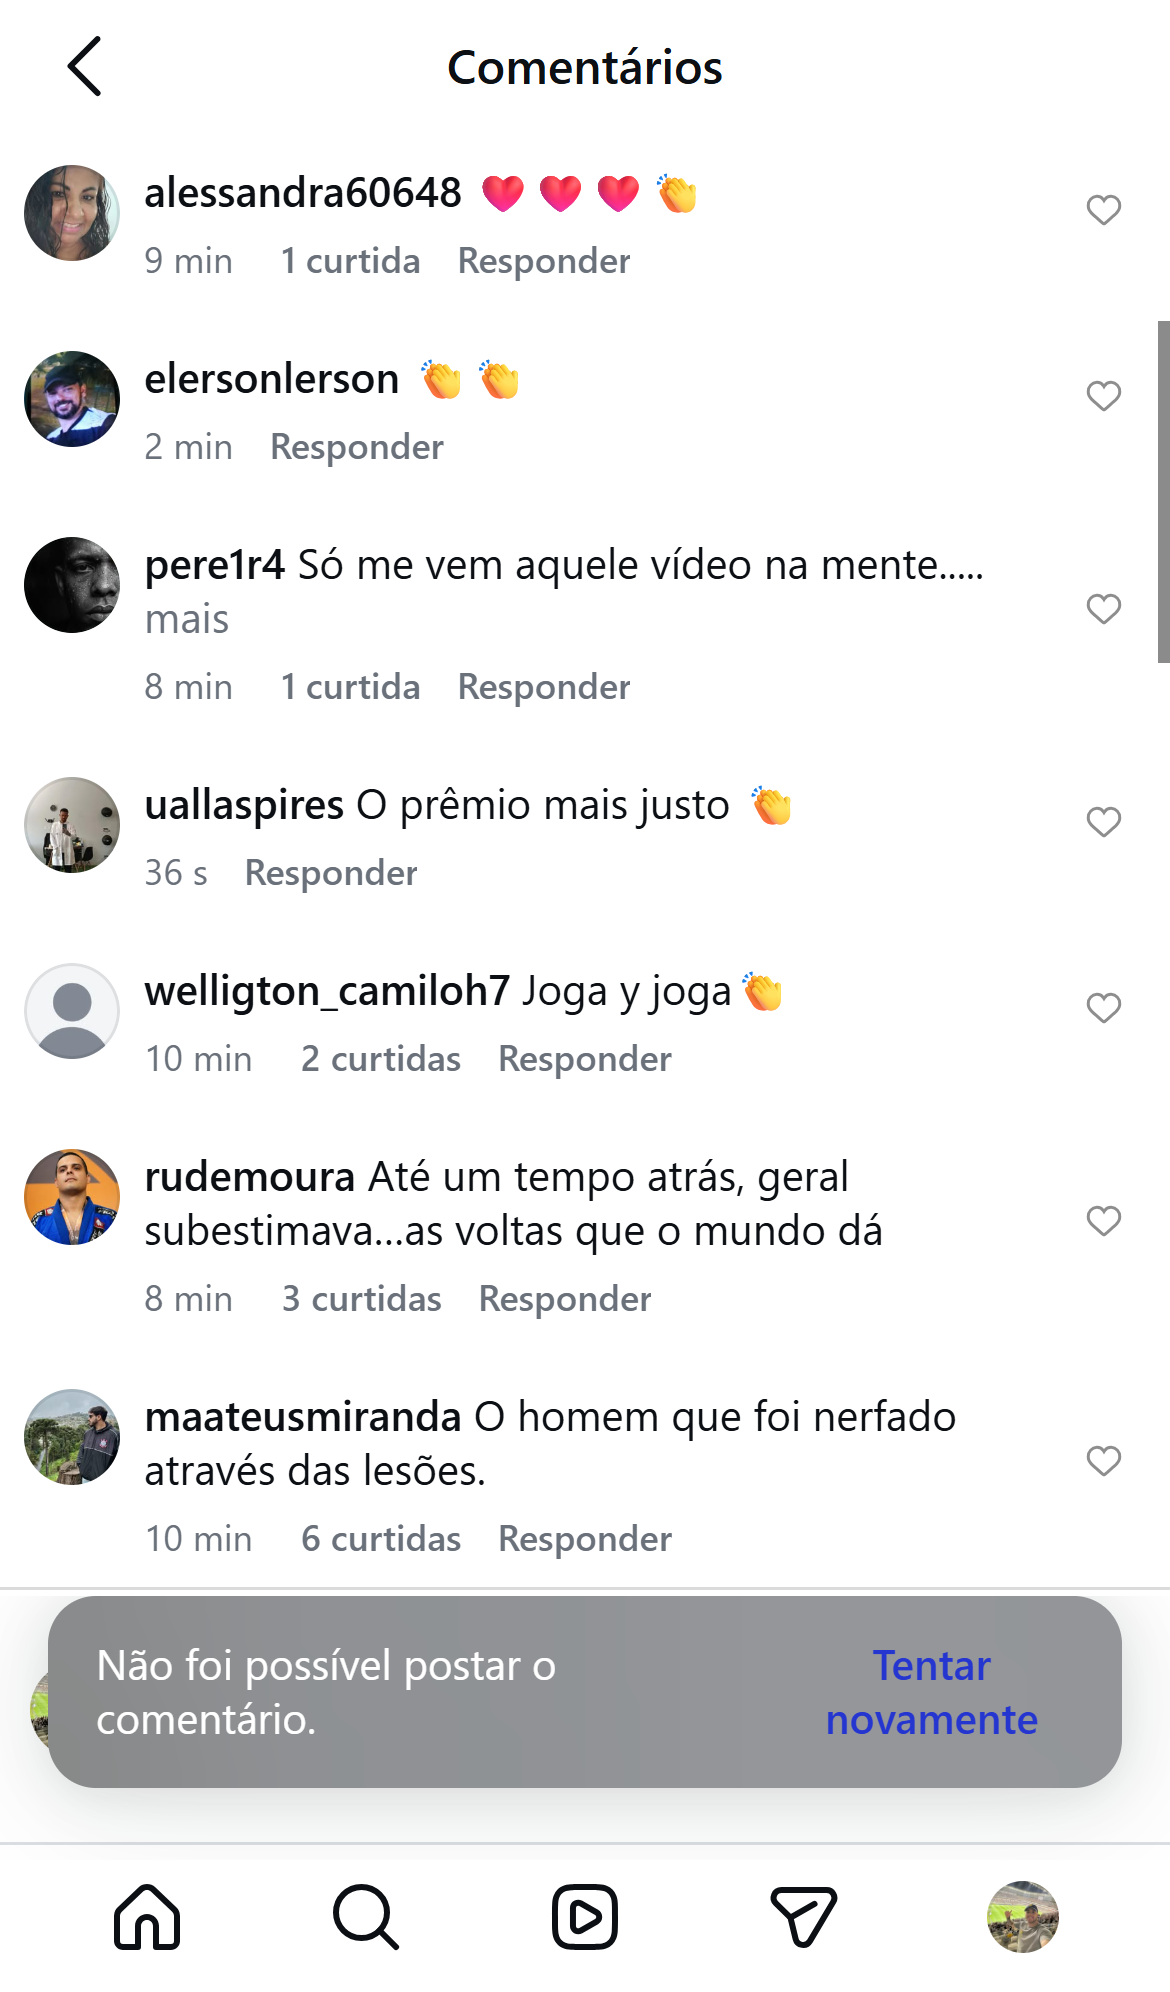 Comentários
alessandra60648 ❤️ ❤️ ❤️ 👏
9 min 1 curtida Responder
elersonlerson 👏 👏
2 min Responder
pere1r4 Só me vem aquele vídeo na mente.....
mais
8 min 1 curtida Responder
uallaspires O prêmio mais justo 👏
36 s Responder
welligton_camiloh7 Joga y joga👏
10 min 2 curtidas Responder
rudemoura Até um tempo atrás, geral
subestimava...as voltas que o mundo dá
8 min 3 curtidas Responder
maateusmiranda O homem que foi nerfado
através das lesões.
10 min 6 curtidas Responder
Não foi possível postar o
comentário.
Tentar
novamente